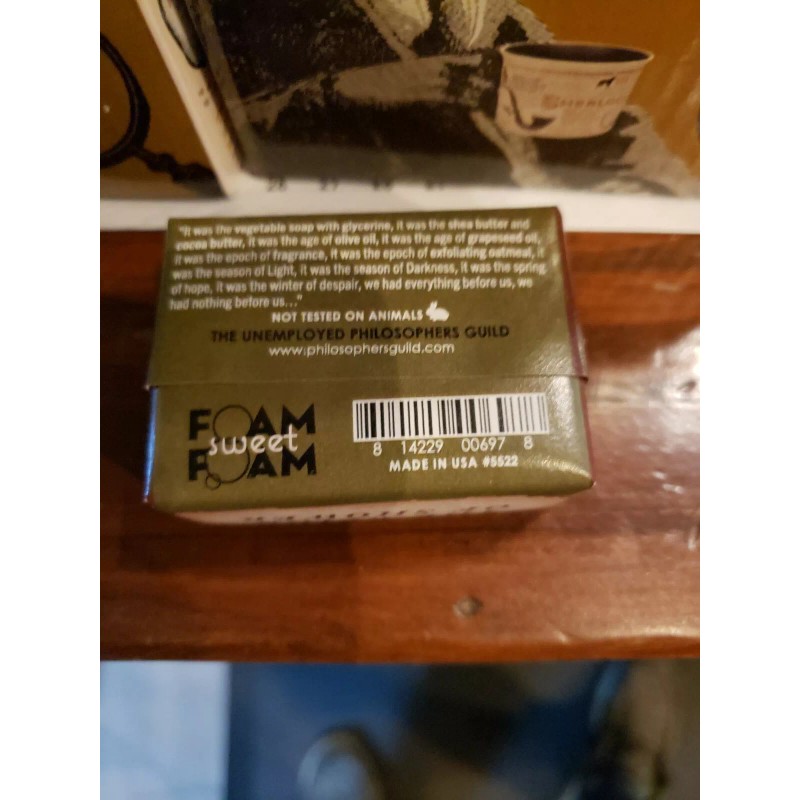 "It was the vegetable soap with glycerine, it was the shea butter and
cocoa butter, it was the age of olive oil, it was the age of grapeseed oil,
it was the epoch of fragrance, it was the epoch of exfoliating oatmeal, it
was the season of Light, it was the season of Darkness, it was the spring
of hope, it was the winter of despair, we had everything before us, we
had nothing before us..."
NOT TESTED ON ANIMALS
THE UNEMPLOYED PHILOSOPHERS GUILD
www.philosophersguild.com
FOAM
sweet
FOAM
8 14229 00697 8
MADE IN USA #5522